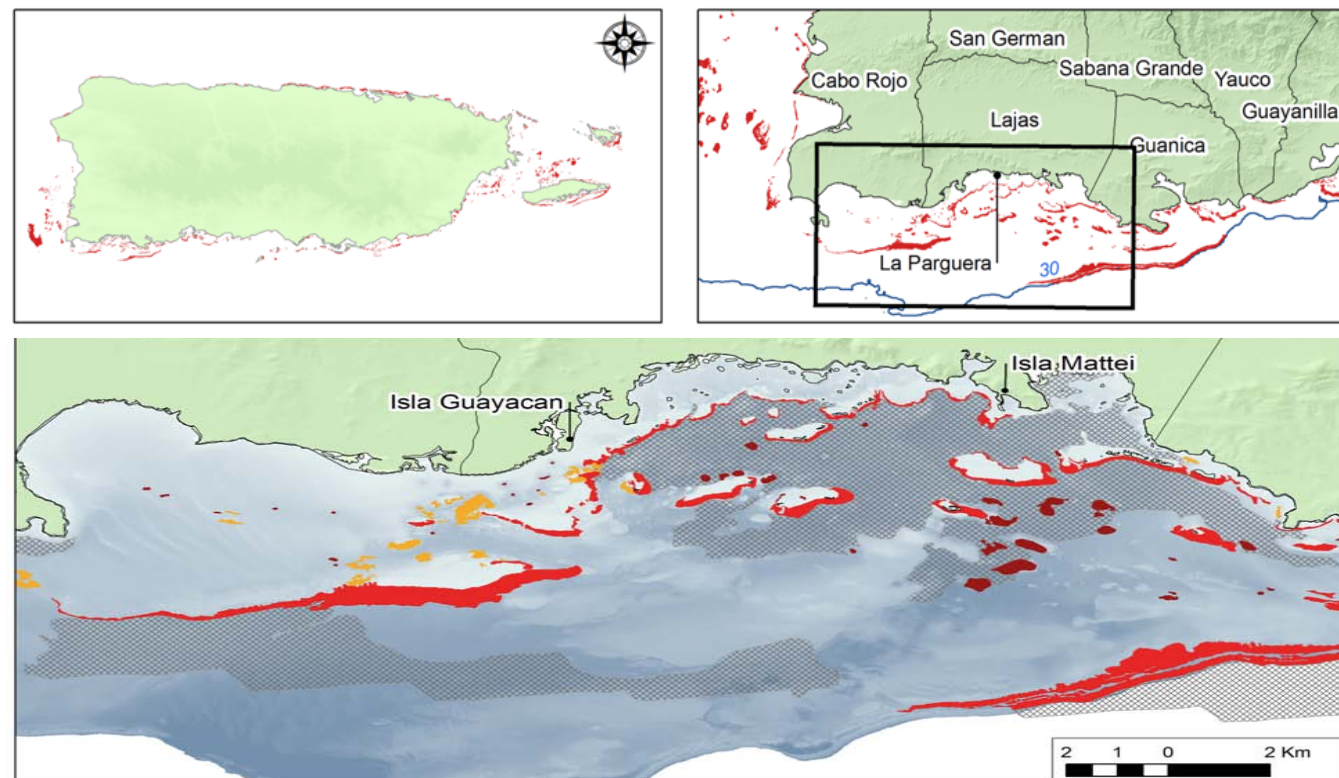 San German
Cabo Rojo
Sabana Grande
Yauco
Guayanilla
Lajas
Guanica
La Parguera
30
Isla Mattei
Isla Guayacan
2 1 0 2 Km